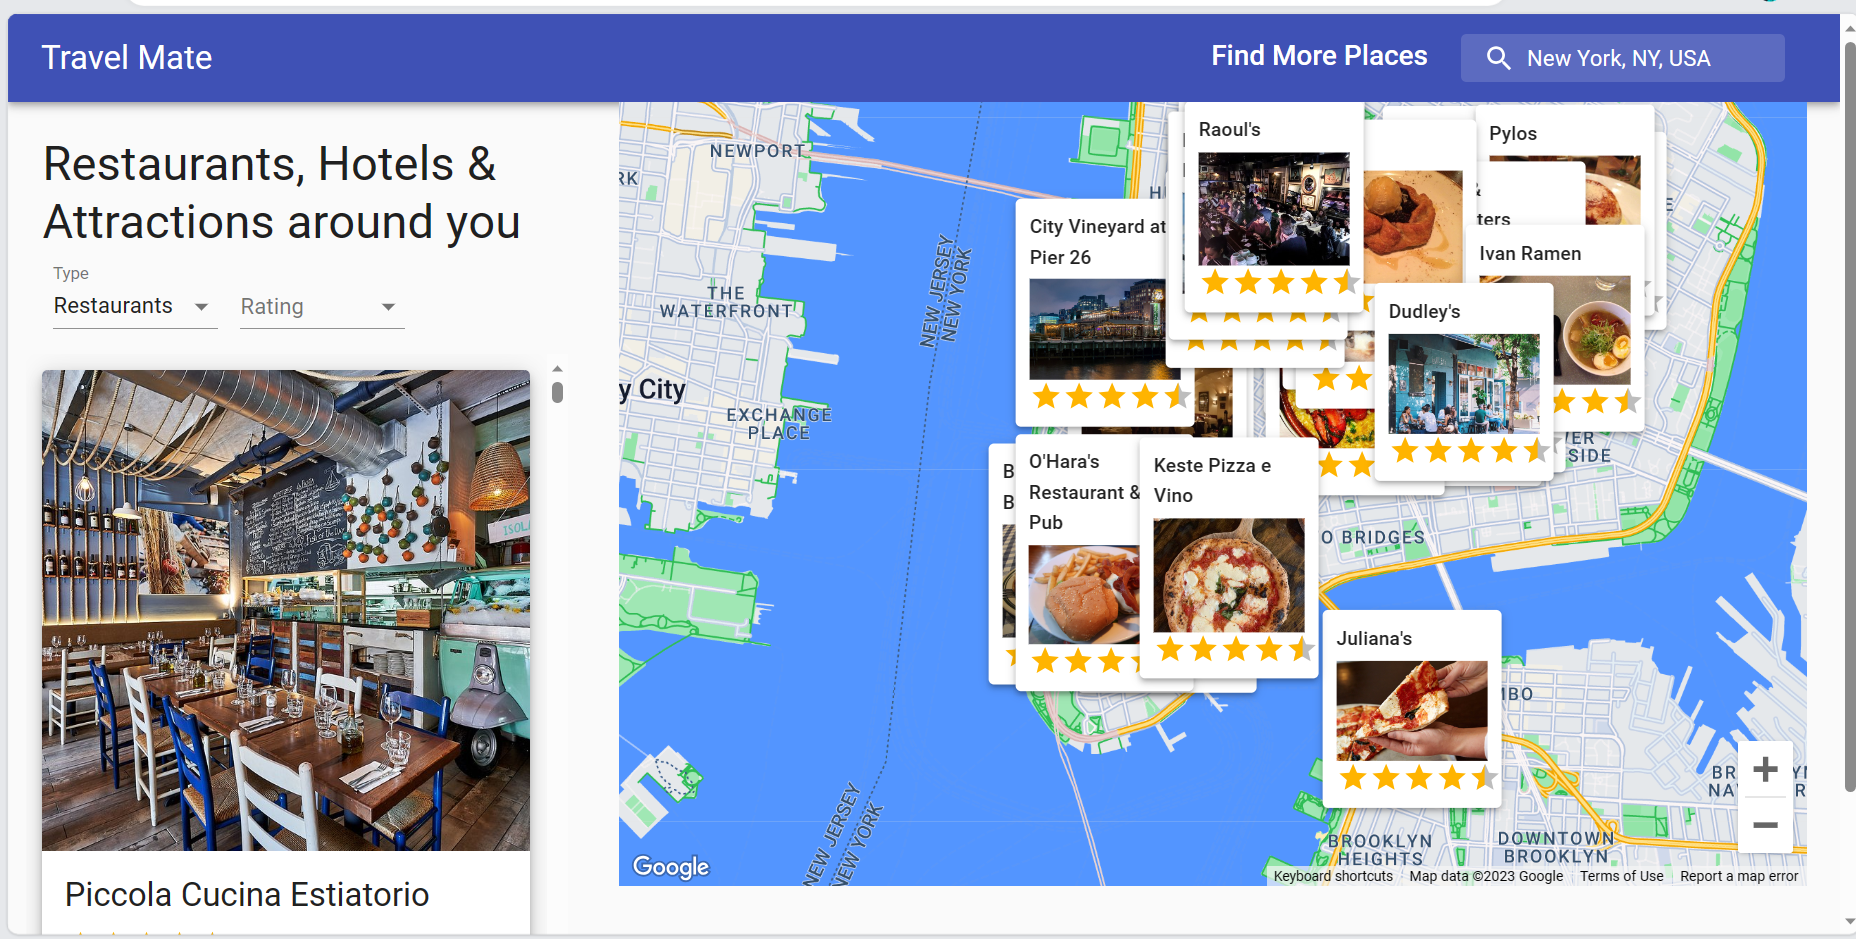 Travel Mate
Find More Places
New York, NY, USA
Restaurants, Hotels &
Attractions around you
Type
Restaurants
Rating
Piccola Cucina Estiatorio
NEWPORT
RK
THE
WATERFRONT
y City
EXCHANGE
PLACE
NEW JERSEY
NEW YORK
H
Raoul's
Pylos
&
ters
E
City Vineyard at
Pier 26
Ivan Ramen
Dudley's
ER
SIDE
B
B
O'Hara's
Restaurant &
Pub
Keste Pizza e
Vino
O BRIDGES
Juliana's
MBO
NEW JERSEY
NEW YORK
BROOKLYN
HEIGHTS
DOWNTOWN
BROOKLYN
BR
YN
NA
R
Google
Keyboard shortcuts
Map data ©2023 Google
Terms of Use
Report a map error